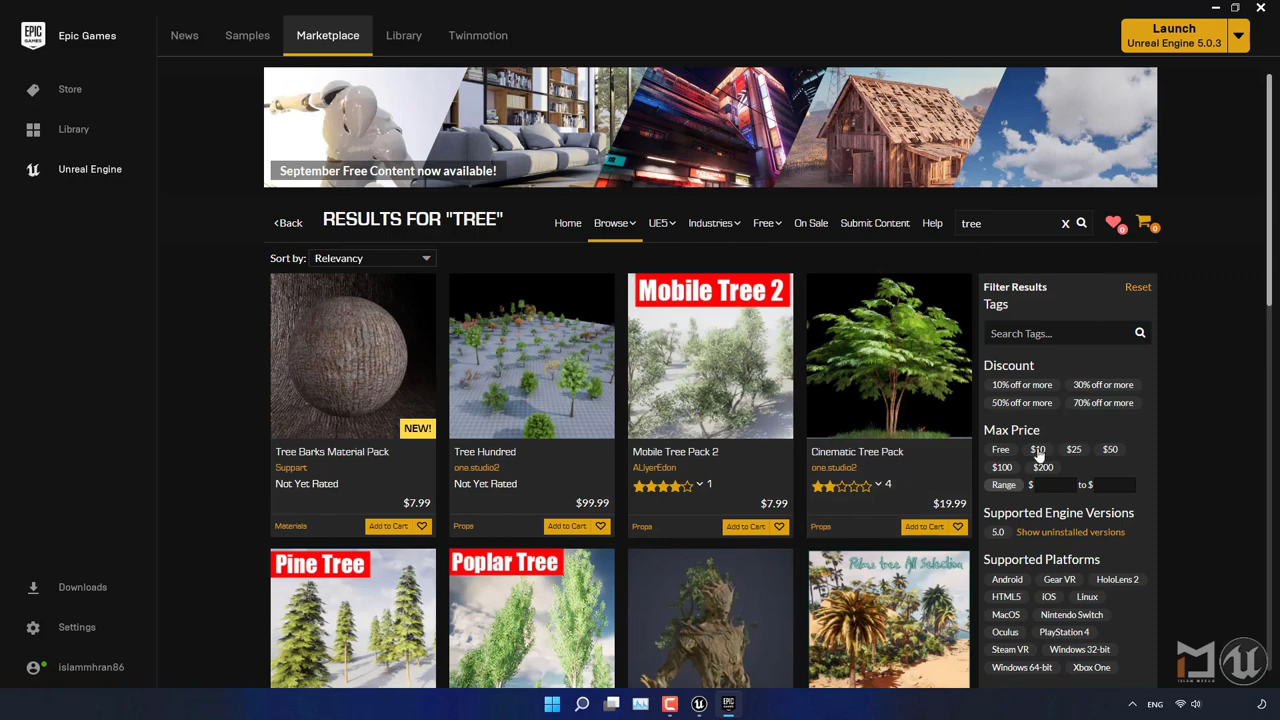 EPIC GAMES
Epic Games
News
Samples
Marketplace
Library
Twinmotion
Launch
Unreal Engine 5.0.3
Store
Library
Unreal Engine
September Free Content now available!
Back
RESULTS FOR "TREE"
Home
Browse
UE5
Industries
Free
On Sale
Submit Content
Help
tree
X
0
0
Sort by:
Relevancy
NEW!
Tree Barks Material Pack
Suppart
Not Yet Rated
$7.99
Materials
Add to Cart
Tree Hundred
one.studio2
Not Yet Rated
$99.99
Props
Add to Cart
Mobile Tree 2
Mobile Tree Pack 2
ALIyerEdon
1
$7.99
Props
Add to Cart
Cinematic Tree Pack
one.studio2
4
$19.99
Props
Add to Cart
Pine Tree
Poplar Tree
Palms tree All Selection
Filter Results
Reset
Tags
Search Tags...
Discount
10% off or more
30% off or more
50% off or more
70% off or more
Max Price
Free
$10
$25
$50
$100
$200
Range
$
to $
Supported Engine Versions
5.0
Show uninstalled versions
Supported Platforms
Android
Gear VR
HoloLens 2
HTML5
iOS
Linux
MacOS
Nintendo Switch
Oculus
PlayStation 4
Steam VR
Windows 32-bit
Windows 64-bit
Xbox One
Downloads
Settings
islammhran86
ENG